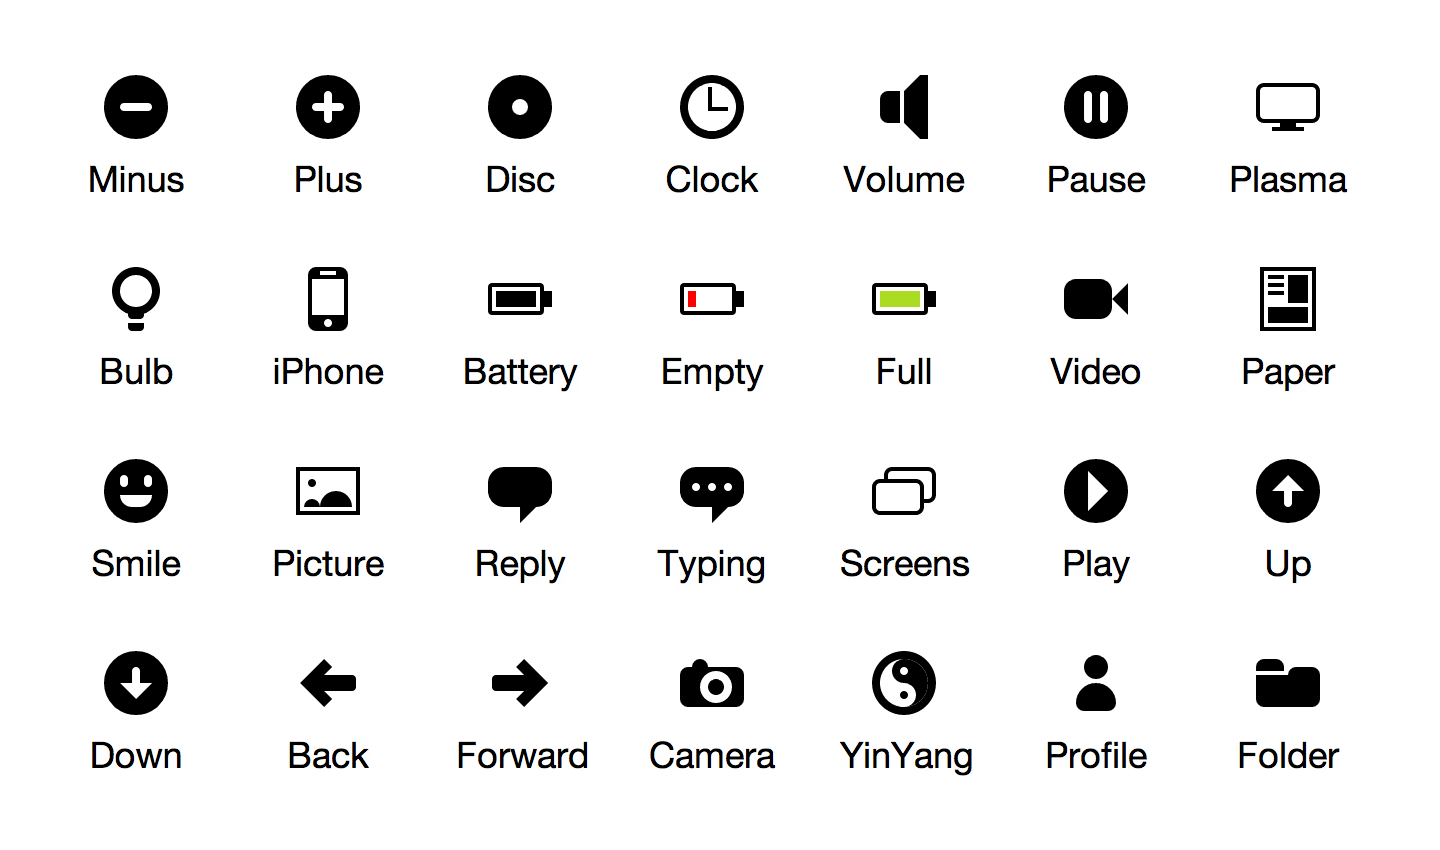 Minus Plus Disc Clock Volume Pause Plasma
Bulb iPhone Battery Empty Full Video Paper
Smile Picture Reply Typing Screens Play Up
Down Back Forward Camera YinYang Profile Folder